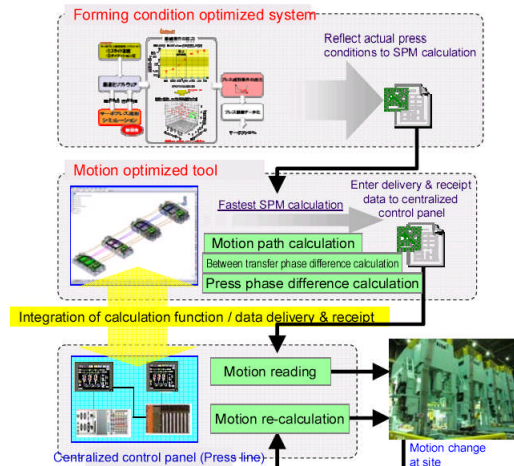 Forming condition optimized system
Reflect actual press
conditions to SPM calculation
Motion optimized tool
Fastest SPM calculation
Enter delivery & receipt
data to centralized
control panel
Motion path calculation
Between transfer phase difference calculation
Press phase difference calculation
Integration of calculation function / data delivery & receipt
Motion reading
Motion re-calculation
Centralized control panel (Press line)
Motion change
at site